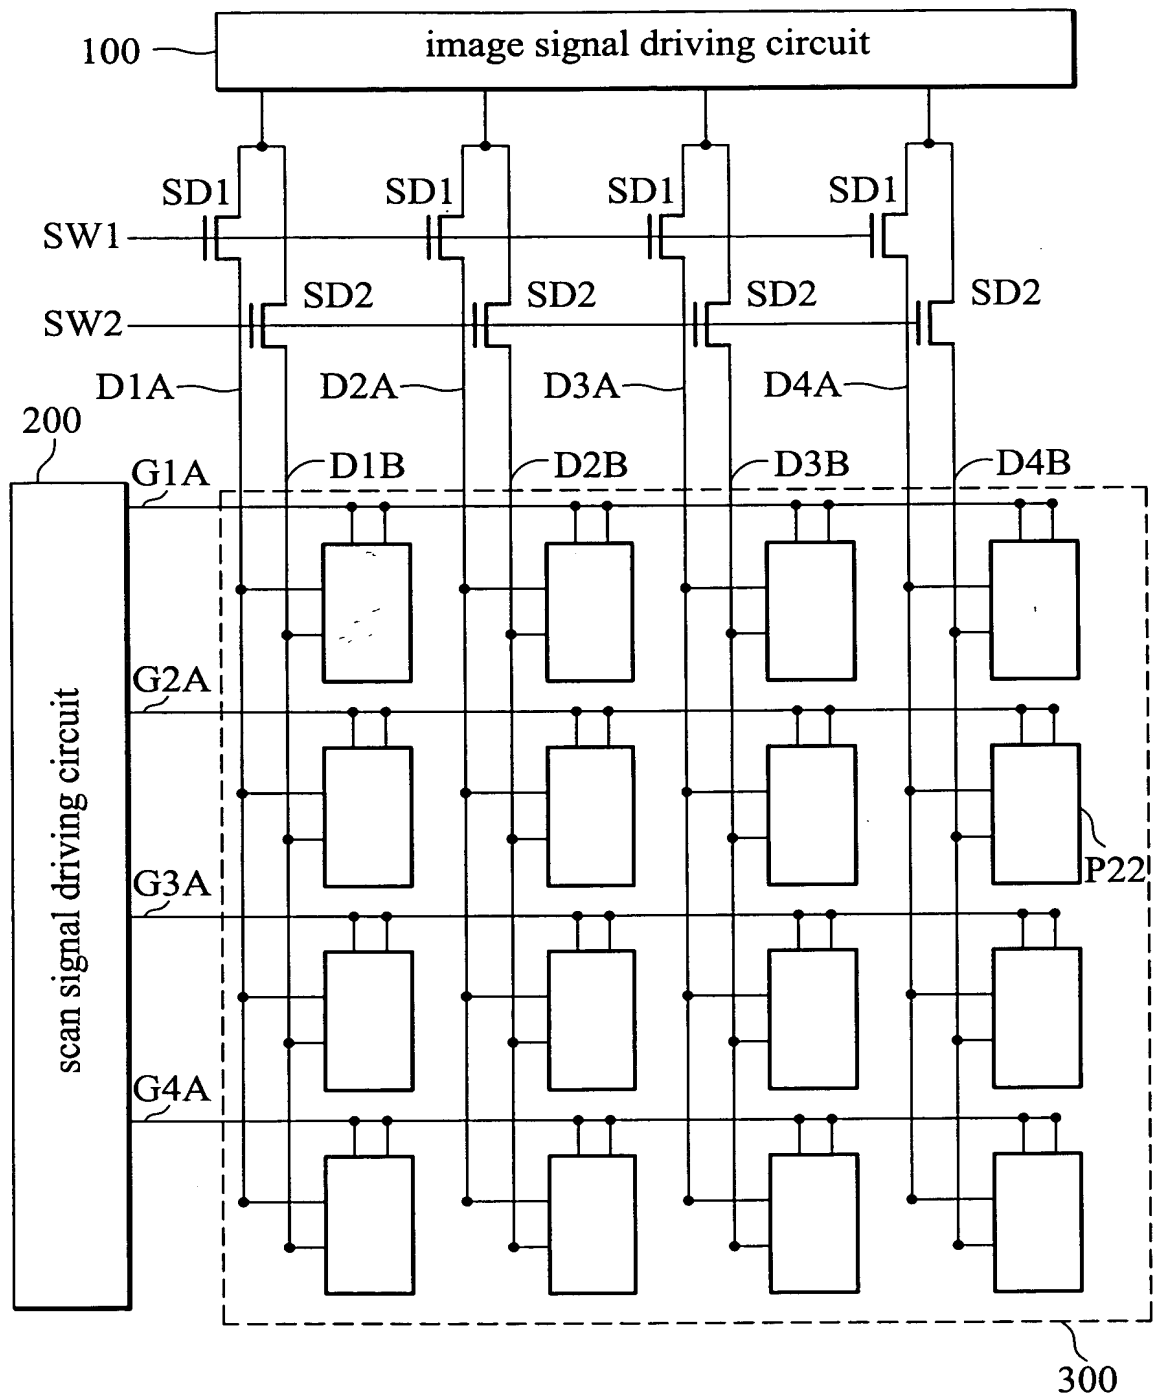 image signal driving circuit
100
SD1 SD1 SD1 SD1
SW1
SD2 SD2 SD2 SD2
SW2
D1A D2A D3A D4A
200
G1A D1B D2B D3B D4B
G2A
scan signal driving circuit
P22
G3A
G4A
300